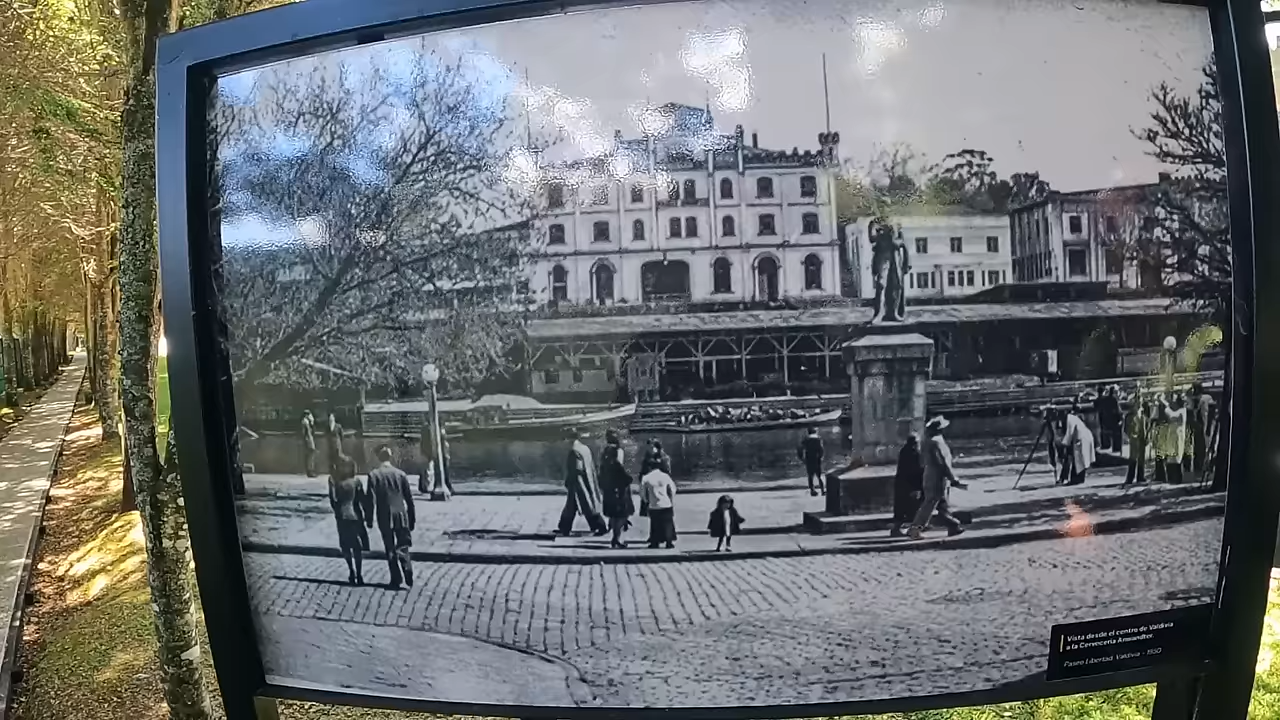 Vista desde el centro de Valdivia
a la Cervecería Anwandter.
Paseo Libertad, Valdivia - 1930